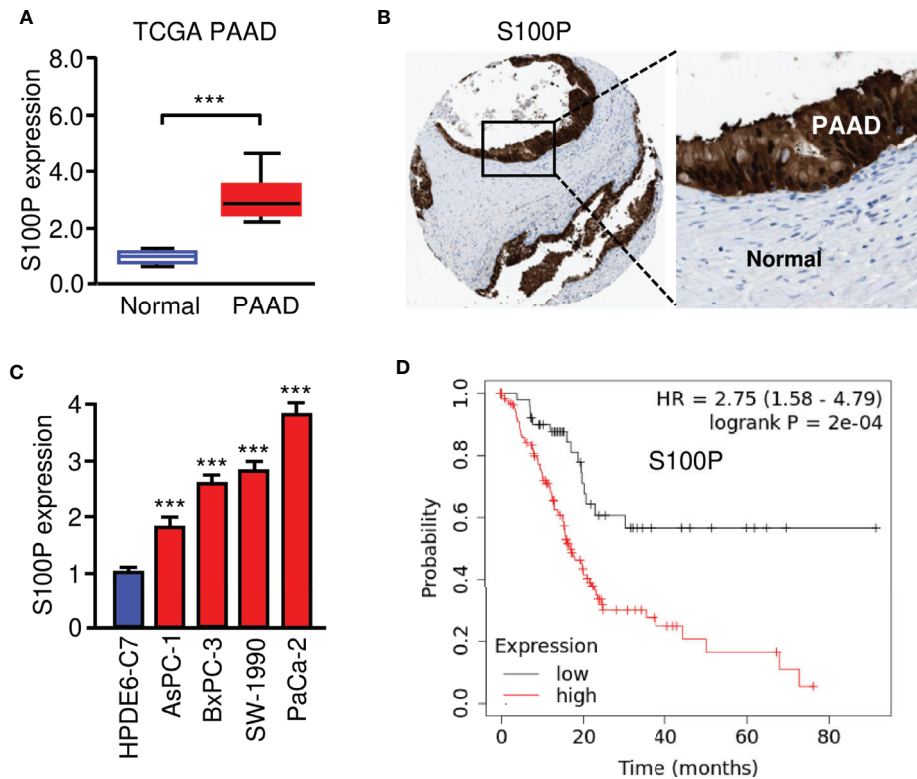 A
TCGA PAAD
S100P expression
8.0
6.0
4.0
2.0
0.0
***
Normal
PAAD
B
S100P
PAAD
Normal
C
S100P expression
4
3
2
1
0
***
***
***
***
HPDE6-C7
AsPC-1
BxPC-3
SW-1990
PaCa-2
D
HR = 2.75 (1.58 - 4.79)
logrank P = 2e-04
S100P
Probability
1.0
0.8
0.6
0.4
0.2
0.0
Expression
low
high
0
20
40
60
80
Time (months)